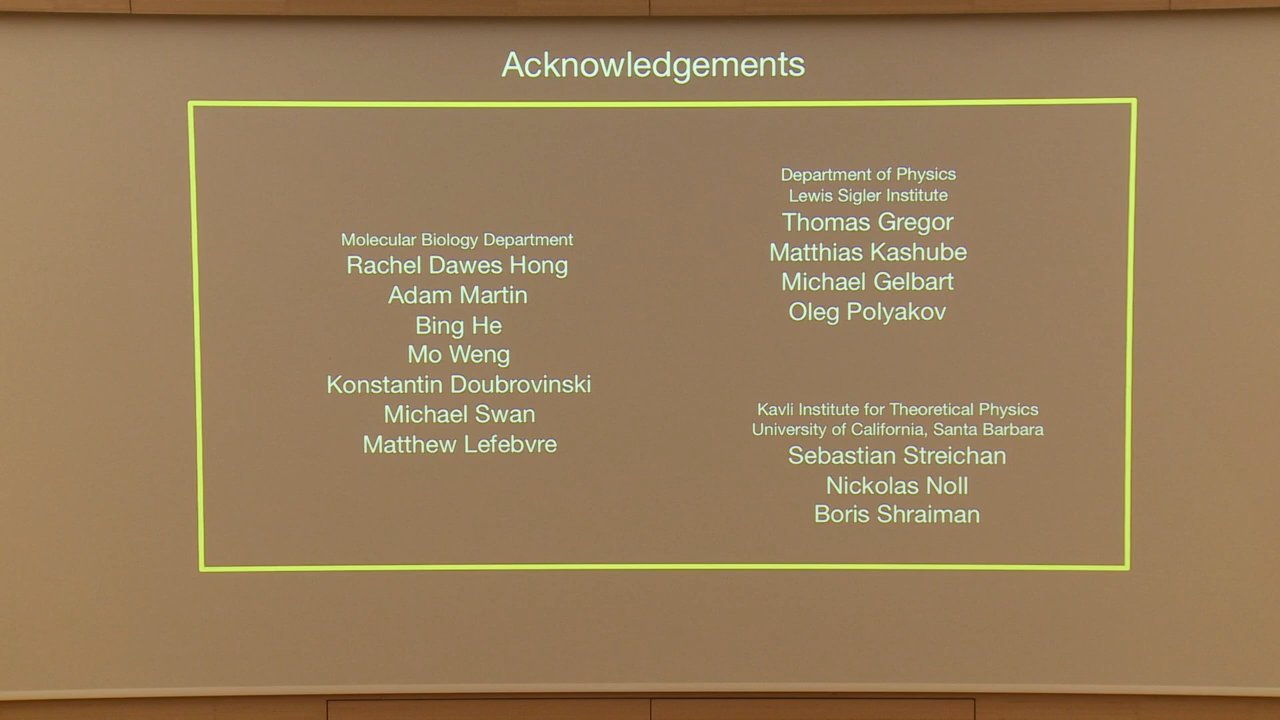 Acknowledgements
Molecular Biology Department
Rachel Dawes Hong
Adam Martin
Bing He
Mo Weng
Konstantin Doubrovinski
Michael Swan
Matthew Lefebvre
Department of Physics
Lewis Sigler Institute
Thomas Gregor
Matthias Kashube
Michael Gelbart
Oleg Polyakov
Kavli Institute for Theoretical Physics
University of California, Santa Barbara
Sebastian Streichan
Nickolas Noll
Boris Shraiman